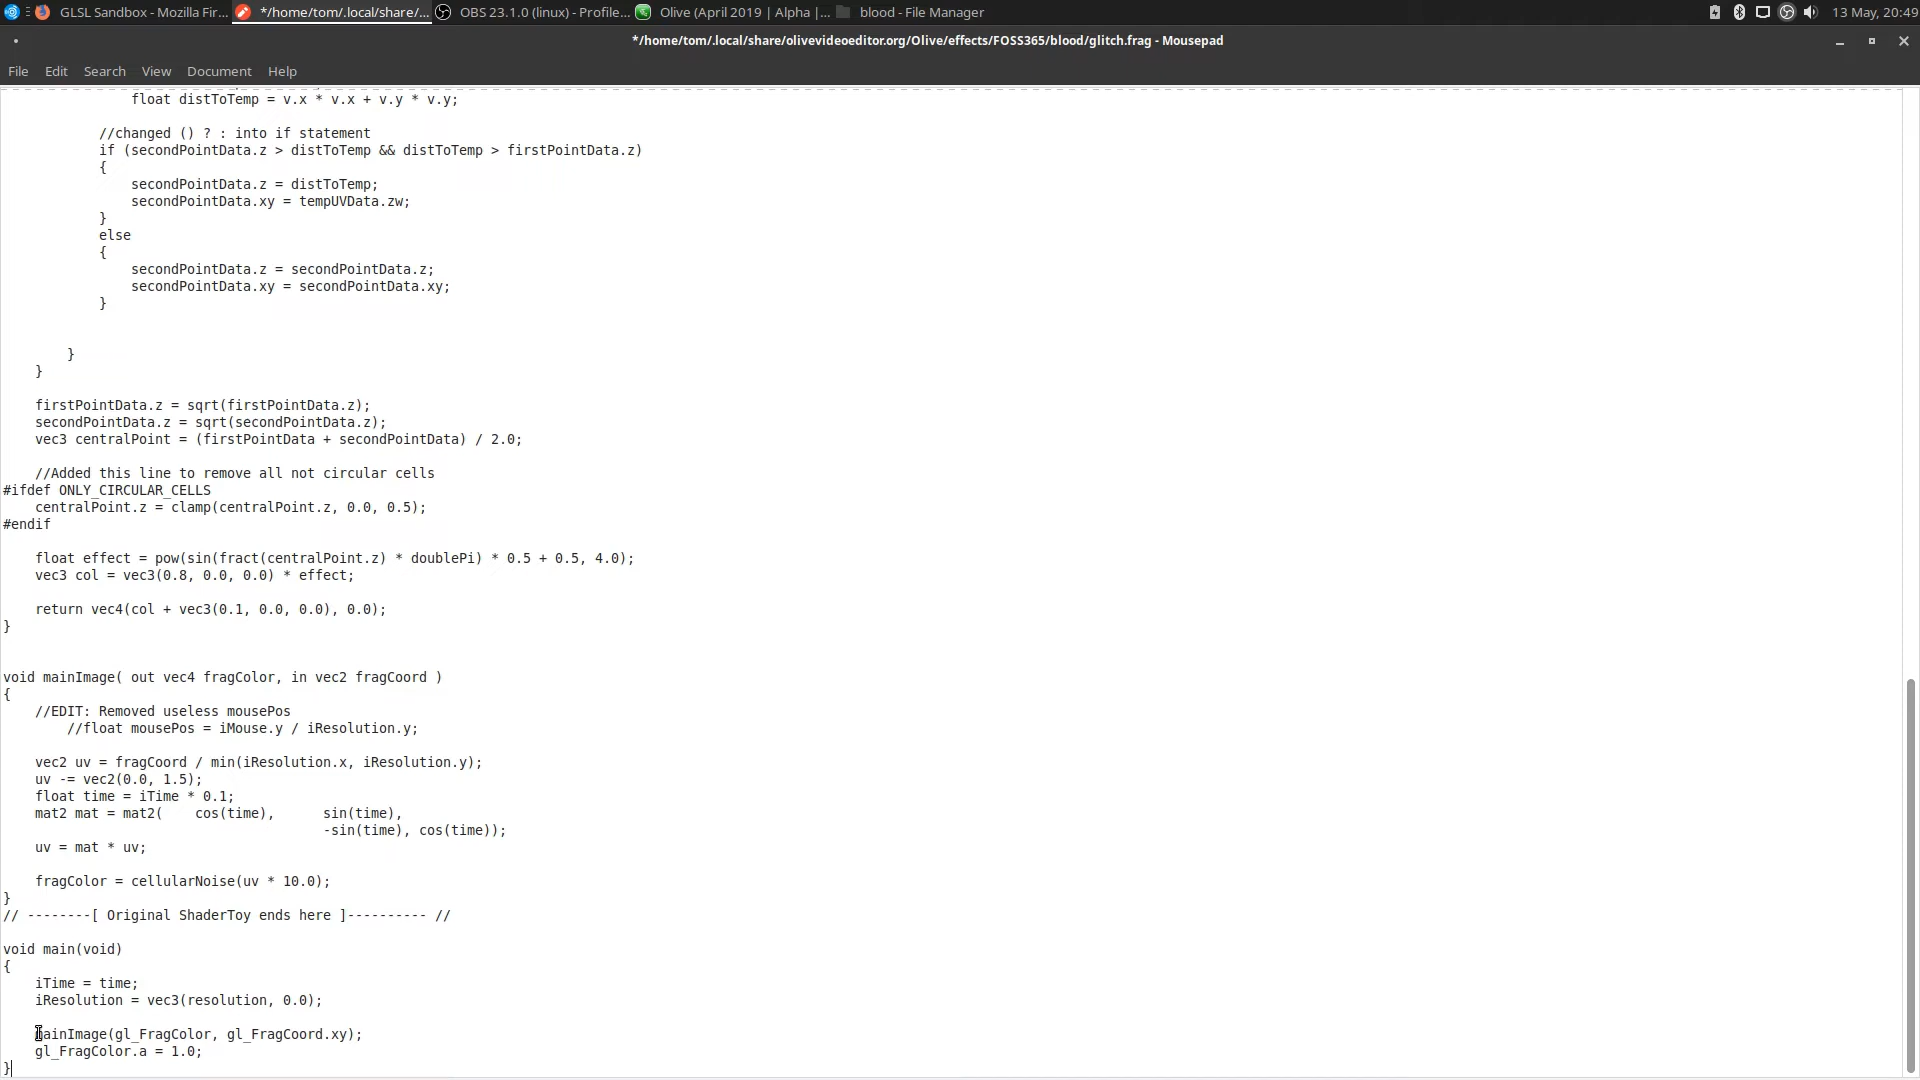 GLSL Sandbox - Mozilla Fir...
*/home/tom/.local/share/...
OBS 23.1.0 (linux) - Profile...
Olive (April 2019 | Alpha |...
blood - File Manager
13 May, 20:49
*/home/tom/.local/share/olivevideoeditor.org/Olive/effects/FOSS365/blood/glitch.frag - Mousepad
File Edit Search View Document Help
float distToTemp = v.x * v.x + v.y * v.y;
//changed () ? : into if statement
if (secondPointData.z > distToTemp && distToTemp > firstPointData.z)
{
secondPointData.z = distToTemp;
secondPointData.xy = tempUVData.zw;
}
else
{
secondPointData.z = secondPointData.z;
secondPointData.xy = secondPointData.xy;
}
}
}
firstPointData.z = sqrt(firstPointData.z);
secondPointData.z = sqrt(secondPointData.z);
vec3 centralPoint = (firstPointData + secondPointData) / 2.0;
//Added this line to remove all not circular cells
#ifdef ONLY_CIRCULAR_CELLS
centralPoint.z = clamp(centralPoint.z, 0.0, 0.5);
#endif
float effect = pow(sin(fract(centralPoint.z) * doublePi) * 0.5 + 0.5, 4.0);
vec3 col = vec3(0.8, 0.0, 0.0) * effect;
return vec4(col + vec3(0.1, 0.0, 0.0), 0.0);
}
void mainImage( out vec4 fragColor, in vec2 fragCoord )
{
//EDIT: Removed useless mousePos
//float mousePos = iMouse.y / iResolution.y;
vec2 uv = fragCoord / min(iResolution.x, iResolution.y);
uv -= vec2(0.0, 1.5);
float time = iTime * 0.1;
mat2 mat = mat2( cos(time), sin(time),
-sin(time), cos(time));
uv = mat * uv;
fragColor = cellularNoise(uv * 10.0);
}
// --------[ Original ShaderToy ends here ]---------- //
void main(void)
{
iTime = time;
iResolution = vec3(resolution, 0.0);
mainImage(gl_FragColor, gl_FragCoord.xy);
gl_FragColor.a = 1.0;
}